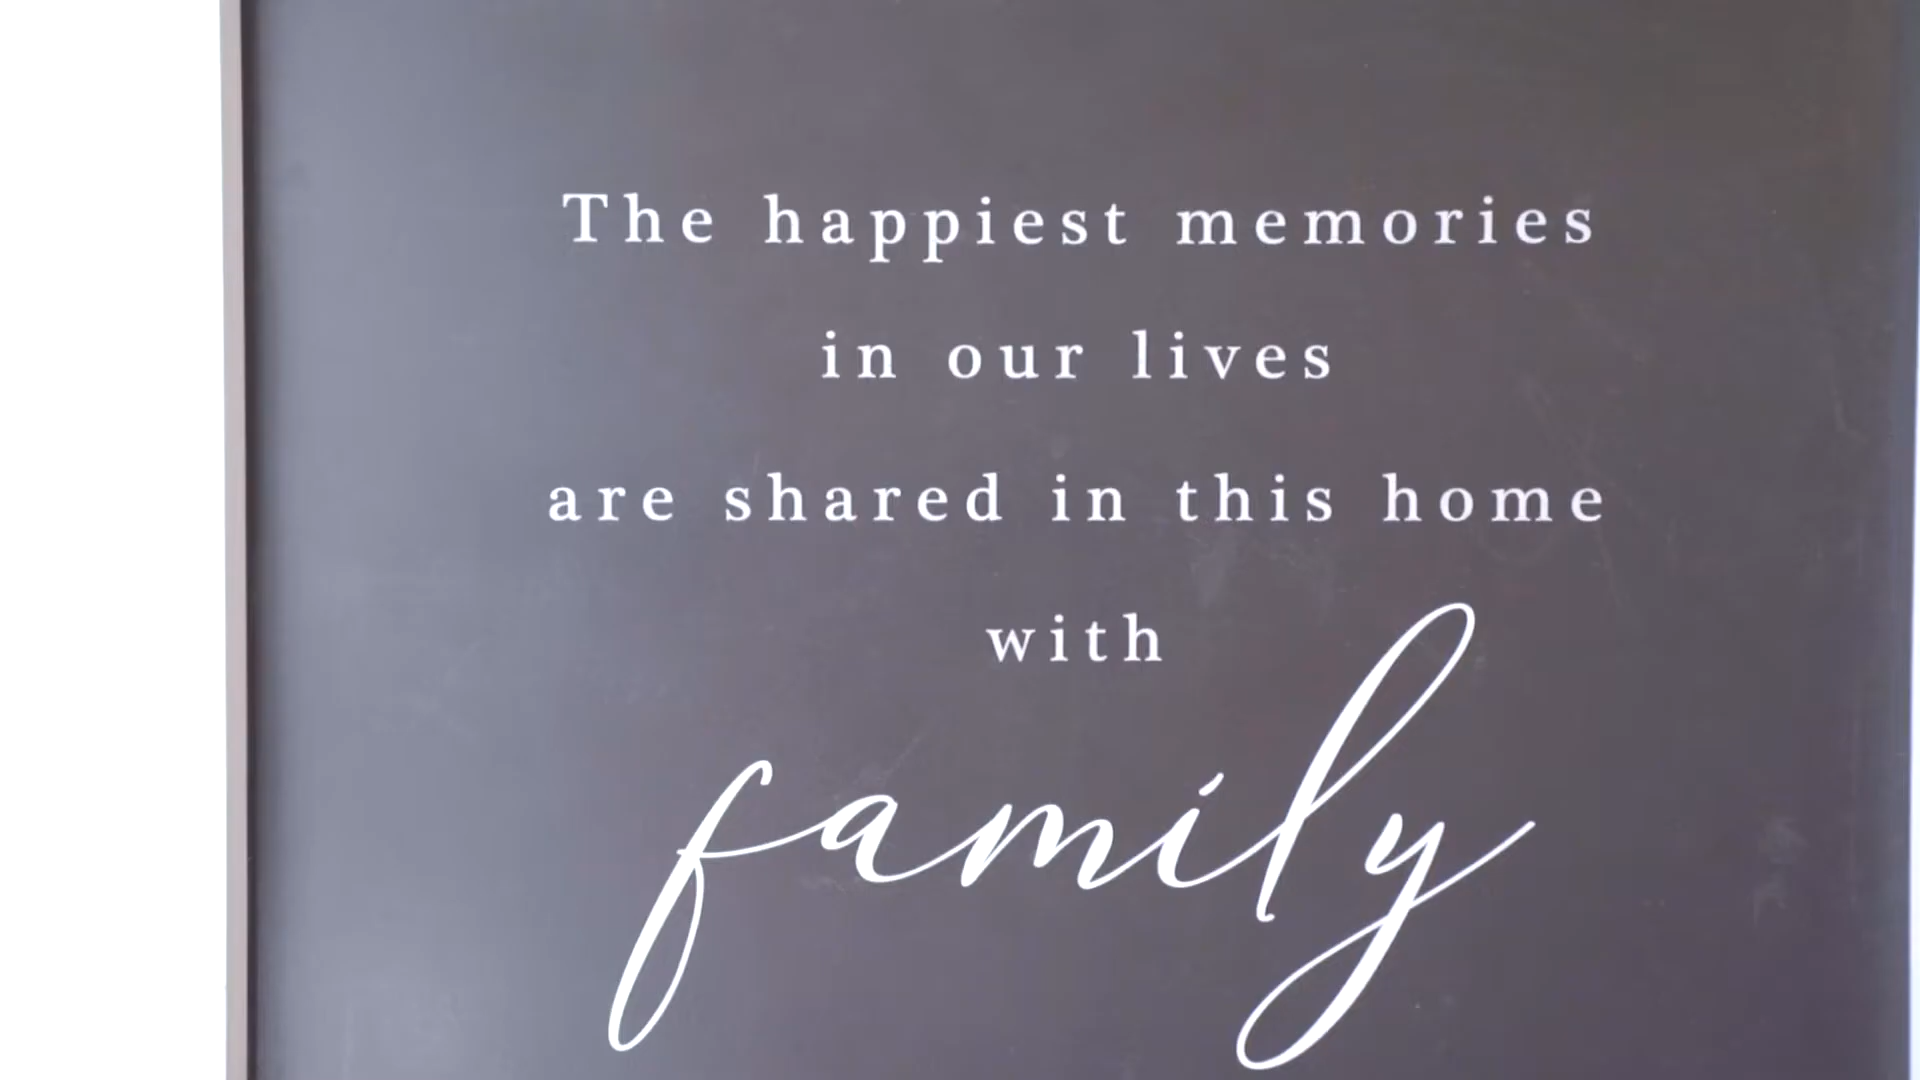 The happiest memories
in our lives
are shared in this home
with
family